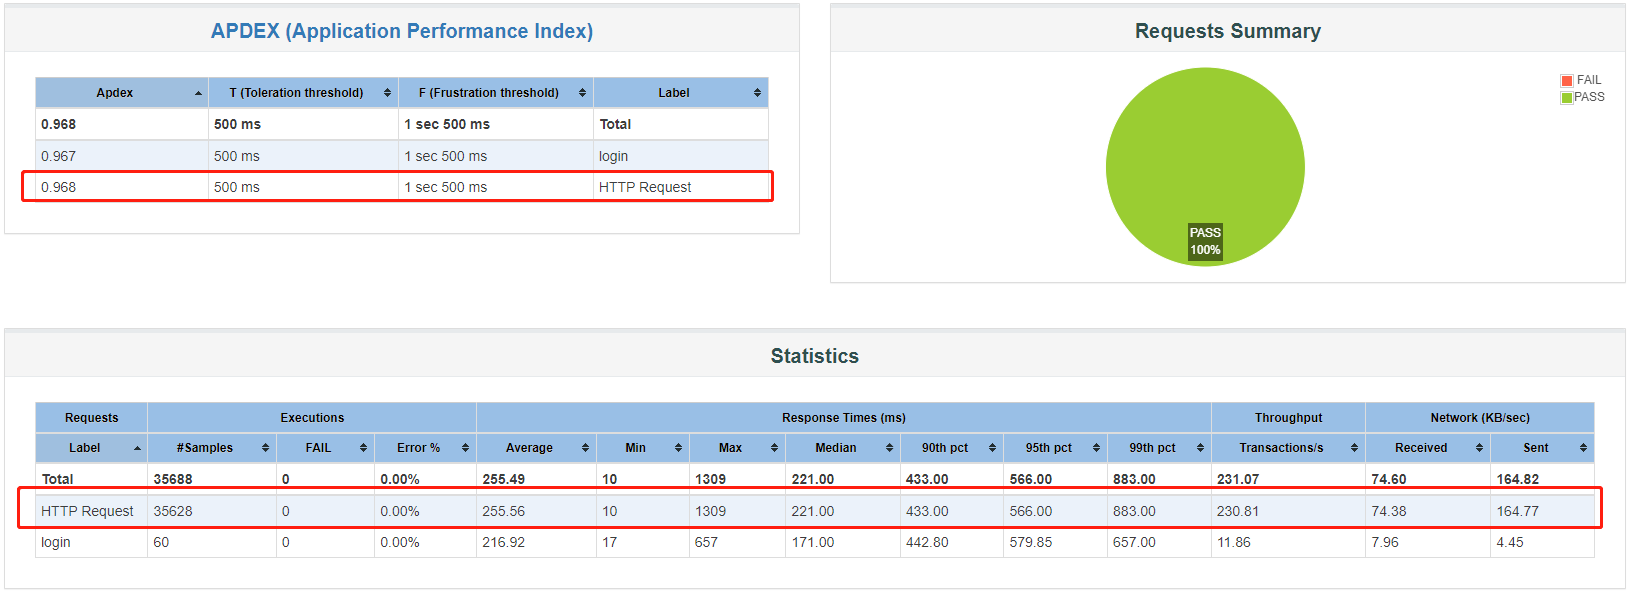 APDEX (Application Performance Index)
Apdex T (Toleration threshold) F (Frustration threshold) Label
0.968 500 ms 1 sec 500 ms Total
0.967 500 ms 1 sec 500 ms login
0.968 500 ms 1 sec 500 ms HTTP Request
Requests Summary
FAIL
PASS
PASS
100%
Statistics
Requests Executions Response Times (ms) Throughput Network (KB/sec)
Label #Samples FAIL Error % Average Min Max Median 90th pct 95th pct 99th pct Transactions/s Received Sent
Total 35688 0 0.00% 255.49 10 1309 221.00 433.00 566.00 883.00 231.07 74.60 164.82
HTTP Request 35628 0 0.00% 255.56 10 1309 221.00 433.00 566.00 883.00 230.81 74.38 164.77
login 60 0 0.00% 216.92 17 657 171.00 442.80 579.85 657.00 11.86 7.96 4.45